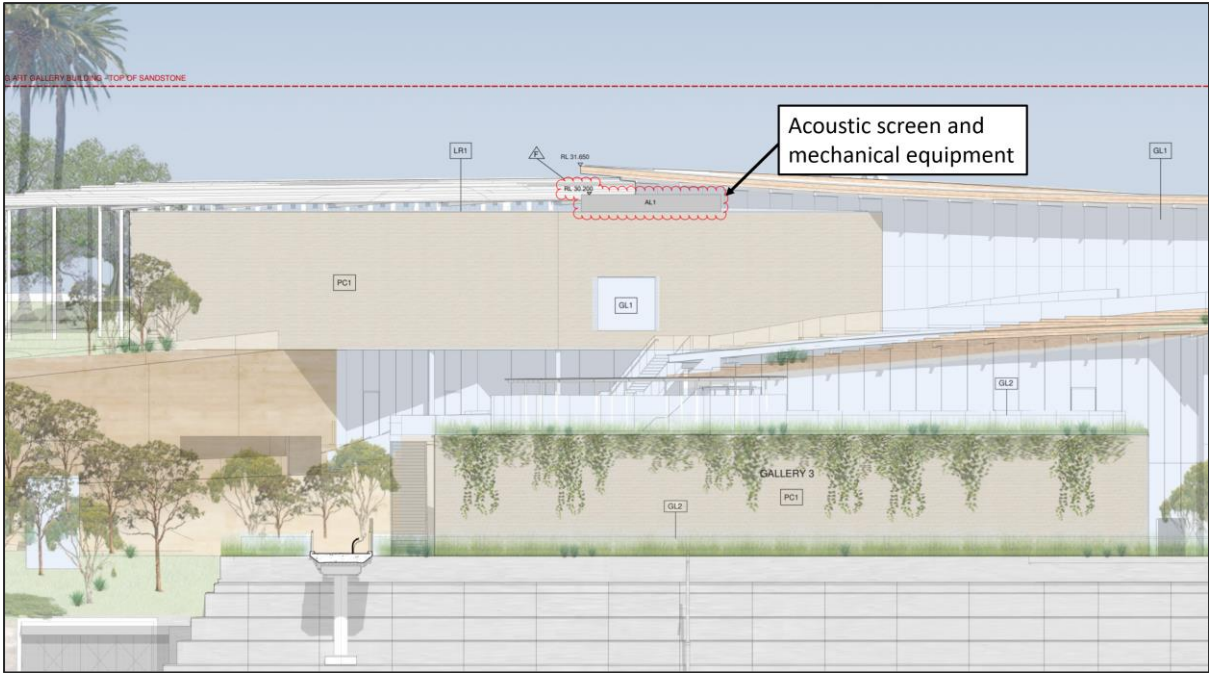 G ART GALLERY BUILDING - TOP OF SANDSTONE
Acoustic screen and
mechanical equipment
LR1
F
RL 31.650
GL1
RL 30.200
AL1
PC1
GL1
GL2
GALLERY 3
PC1
GL2